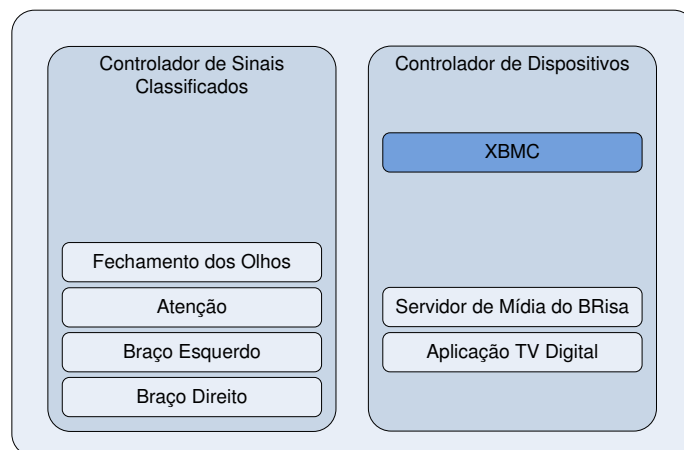 Controlador de Sinais
Classificados
Fechamento dos Olhos
Atenção
Braço Esquerdo
Braço Direito
Controlador de Dispositivos
XBMC
Servidor de Mídia do BRisa
Aplicação TV Digital